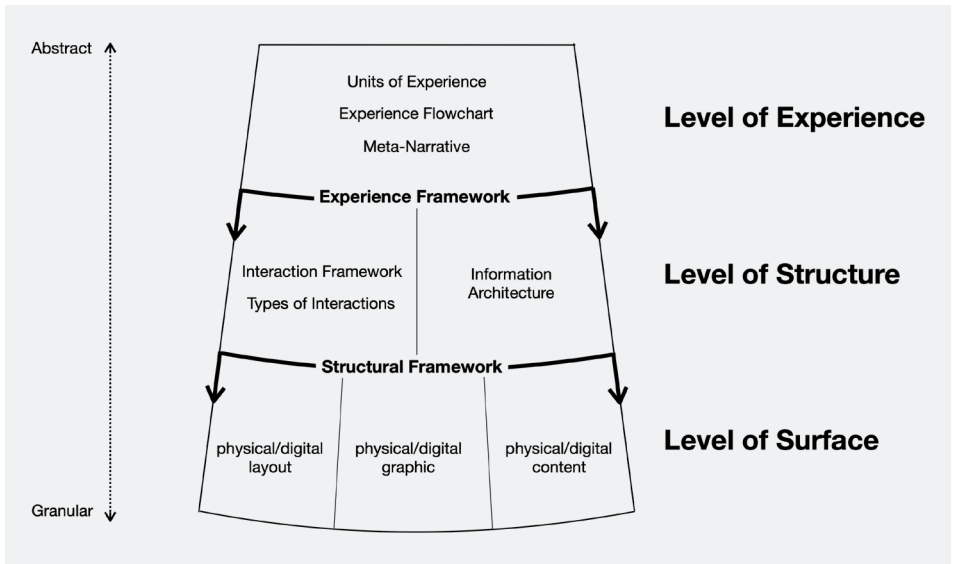 Abstract
Units of Experience
Experience Flowchart
Meta-Narrative
Level of Experience
Experience Framework
Interaction Framework
Types of Interactions
Information
Architecture
Level of Structure
Structural Framework
physical/digital
layout
physical/digital
graphic
physical/digital
content
Level of Surface
Granular